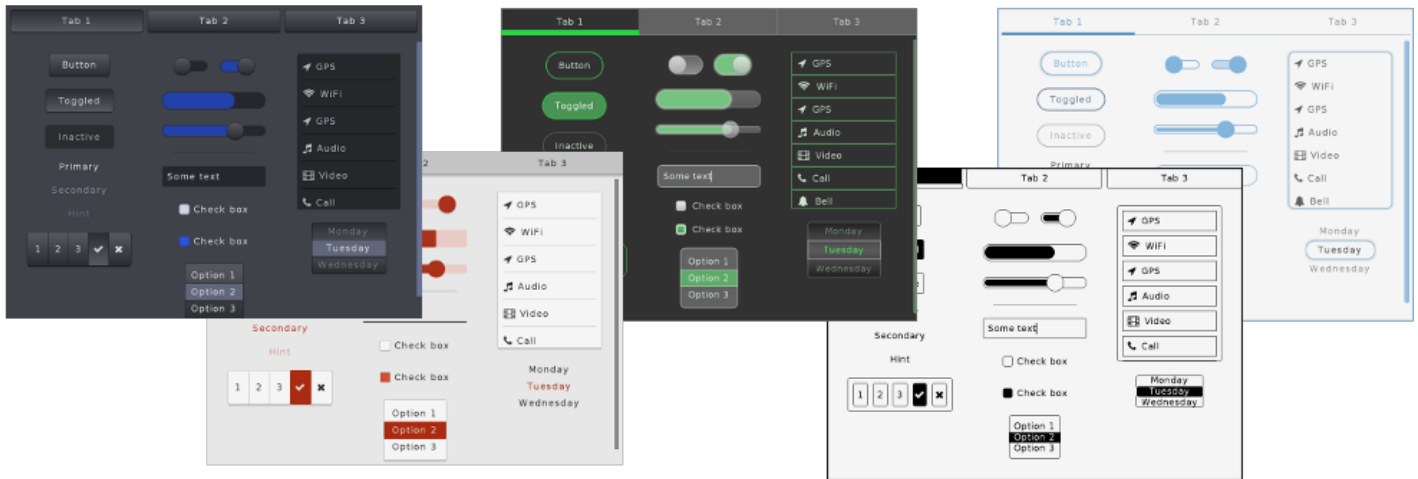 Tab 1
Tab 2
Tab 3
Button
Toggled
Inactive
Primary
Secondary
Hint
1 2 3
Some text
Check box
Check box
Option 1
Option 2
Option 3
GPS
WiFi
GPS
Audio
Video
Call
Monday
Tuesday
Wednesday
2
Tab 3
Secondary
Hint
1 2 3
Check box
Check box
Option 1
Option 2
Option 3
GPS
WiFi
GPS
Audio
Video
Call
Monday
Tuesday
Wednesday
Tab 1
Tab 2
Tab 3
Button
Toggled
Inactive
Some text
Check box
Check box
Option 1
Option 2
Option 3
GPS
WiFi
GPS
Audio
Video
Call
Bell
Monday
Tuesday
Wednesday
Tab 2
Tab 3
Secondary
Hint
1 2 3
Some text
Check box
Check box
Option 1
Option 2
Option 3
GPS
WiFi
GPS
Audio
Video
Call
Monday
Tuesday
Wednesday
Tab 1
Tab 2
Tab 3
Button
Toggled
Inactive
Primary
GPS
WiFi
GPS
Audio
Video
Call
Bell
Monday
Tuesday
Wednesday